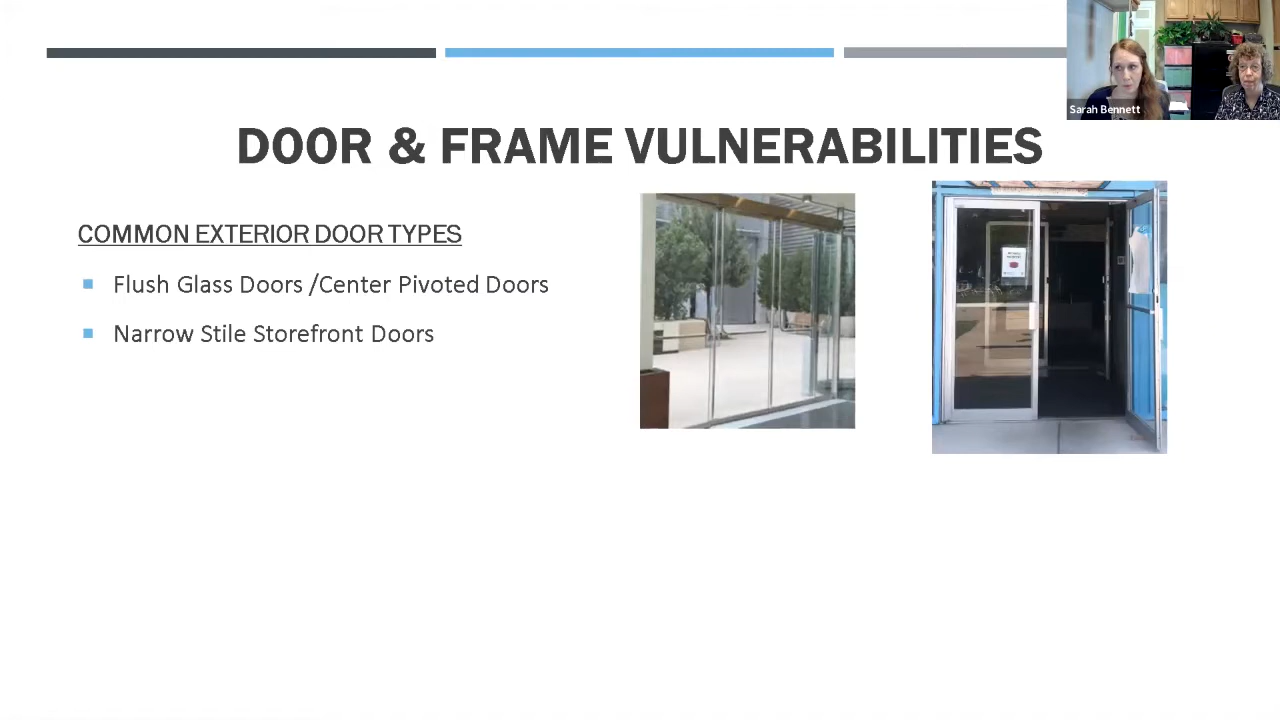 Sarah Bennett
DOOR & FRAME VULNERABILITIES
COMMON EXTERIOR DOOR TYPES
Flush Glass Doors /Center Pivoted Doors
Narrow Stile Storefront Doors